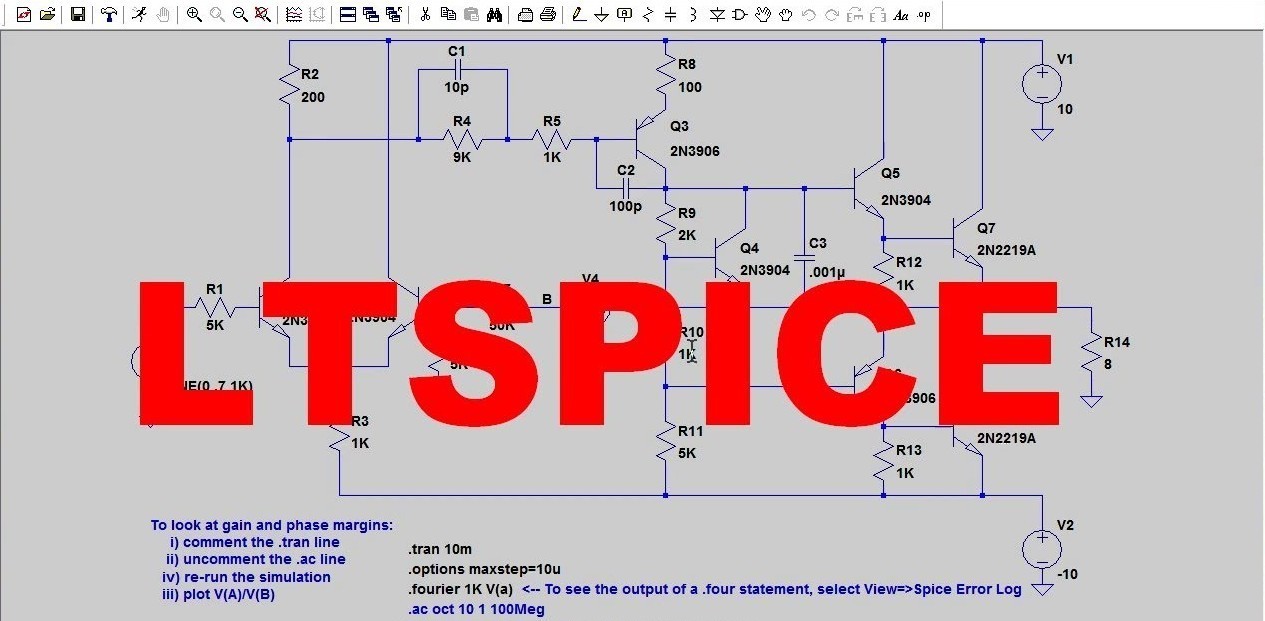 Aa .op
C1
V1
R2
R8
10p
200
100
10
R4
R5
Q3
9K
1K
2N3906
C2
Q5
100p
2N3904
R9
Q7
2K
Q4
C3
2N2219A
2N3904
.001µ
R12
1K
R1
B
V4
5K
50K
LTSPICE
R10
R14
8
5K
NE(0 .7 1K)
3906
R3
1K
R11
5K
2N2219A
R13
1K
To look at gain and phase margins:
i) comment the .tran line
ii) uncomment the .ac line
iv) re-run the simulation
iii) plot V(A)/V(B)
.tran 10m
.options maxstep=10u
.fourier 1K V(a) <-- To see the output of a .four statement, select View=>Spice Error Log
.ac oct 10 1 100Meg
V2
-10